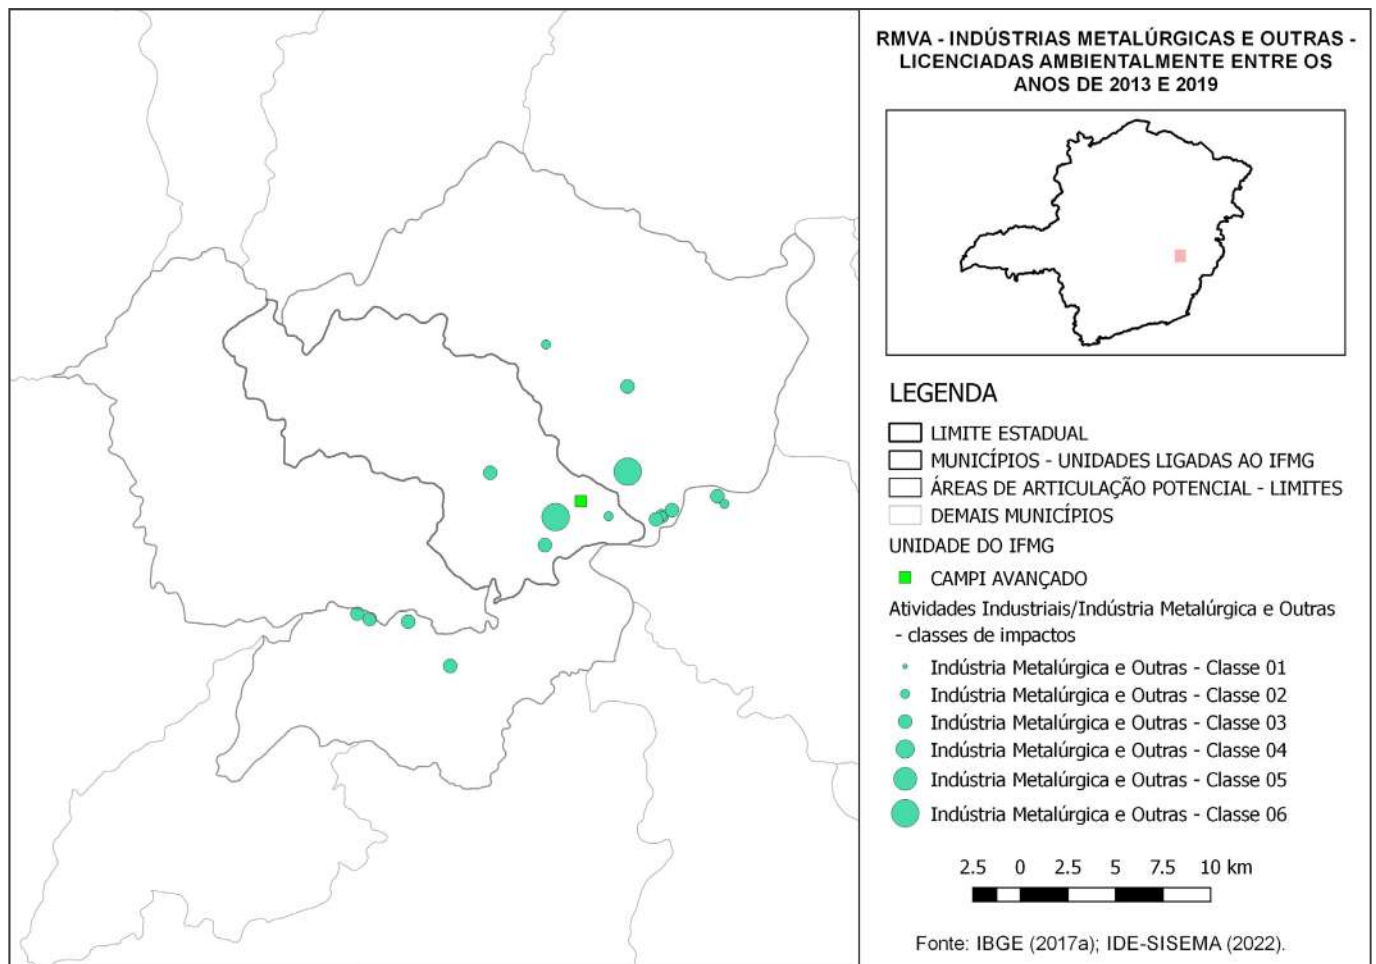 RMVA - INDÚSTRIAS METALÚRGICAS E OUTRAS -
LICENCIADAS AMBIENTALMENTE ENTRE OS
ANOS DE 2013 E 2019
LEGENDA
LIMITE ESTADUAL
MUNICÍPIOS - UNIDADES LIGADAS AO IFMG
ÁREAS DE ARTICULAÇÃO POTENCIAL - LIMITES
DEMAIS MUNICÍPIOS
UNIDADE DO IFMG
CAMPI AVANÇADO
Atividades Industriais/Indústria Metalúrgica e Outras
- classes de impactos
Indústria Metalúrgica e Outras - Classe 01
Indústria Metalúrgica e Outras - Classe 02
Indústria Metalúrgica e Outras - Classe 03
Indústria Metalúrgica e Outras - Classe 04
Indústria Metalúrgica e Outras - Classe 05
Indústria Metalúrgica e Outras - Classe 06
2.5 0 2.5 5 7.5 10 km
Fonte: IBGE (2017a); IDE-SISEMA (2022).